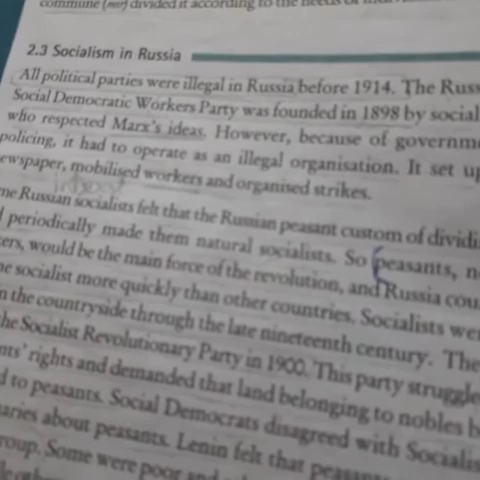 commune (mir) divided it according to the needs of
2.3 Socialism in Russia
All political parties were illegal in Russia before 1914. The Russ
Social Democratic Workers Party was founded in 1898 by social
who respected Marx's ideas. However, because of governme
policing, it had to operate as an illegal organisation. It set up
ewspaper, mobilised workers and organised strikes.
me Russian socialists felt that the Russian peasant custom of dividi
periodically made them natural socialists. So peasants, n
ers, would be the main force of the revolution, and Russia cou
e socialist more quickly than other countries. Socialists wer
n the countryside through the late nineteenth century. The
he Socialist Revolutionary Party in 1900. This party struggle
nts' rights and demanded that land belonging to nobles b
d to peasants. Social Democrats disagreed with Socialis
naries about peasants. Lenin felt that peasants
roup. Some were poor and